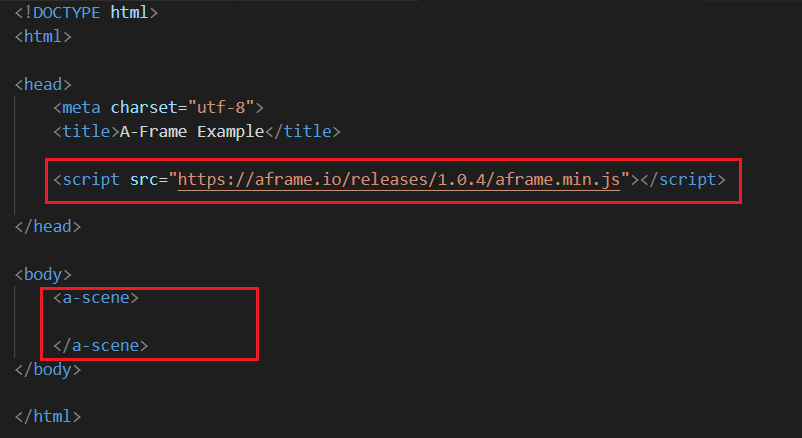 <!DOCTYPE html>
<html>
<head>
<meta charset="utf-8">
<title>A-Frame Example</title>
<script src="https://aframe.io/releases/1.0.4/aframe.min.js"></script>
</head>
<body>
<a-scene>
</a-scene>
</body>
</html>